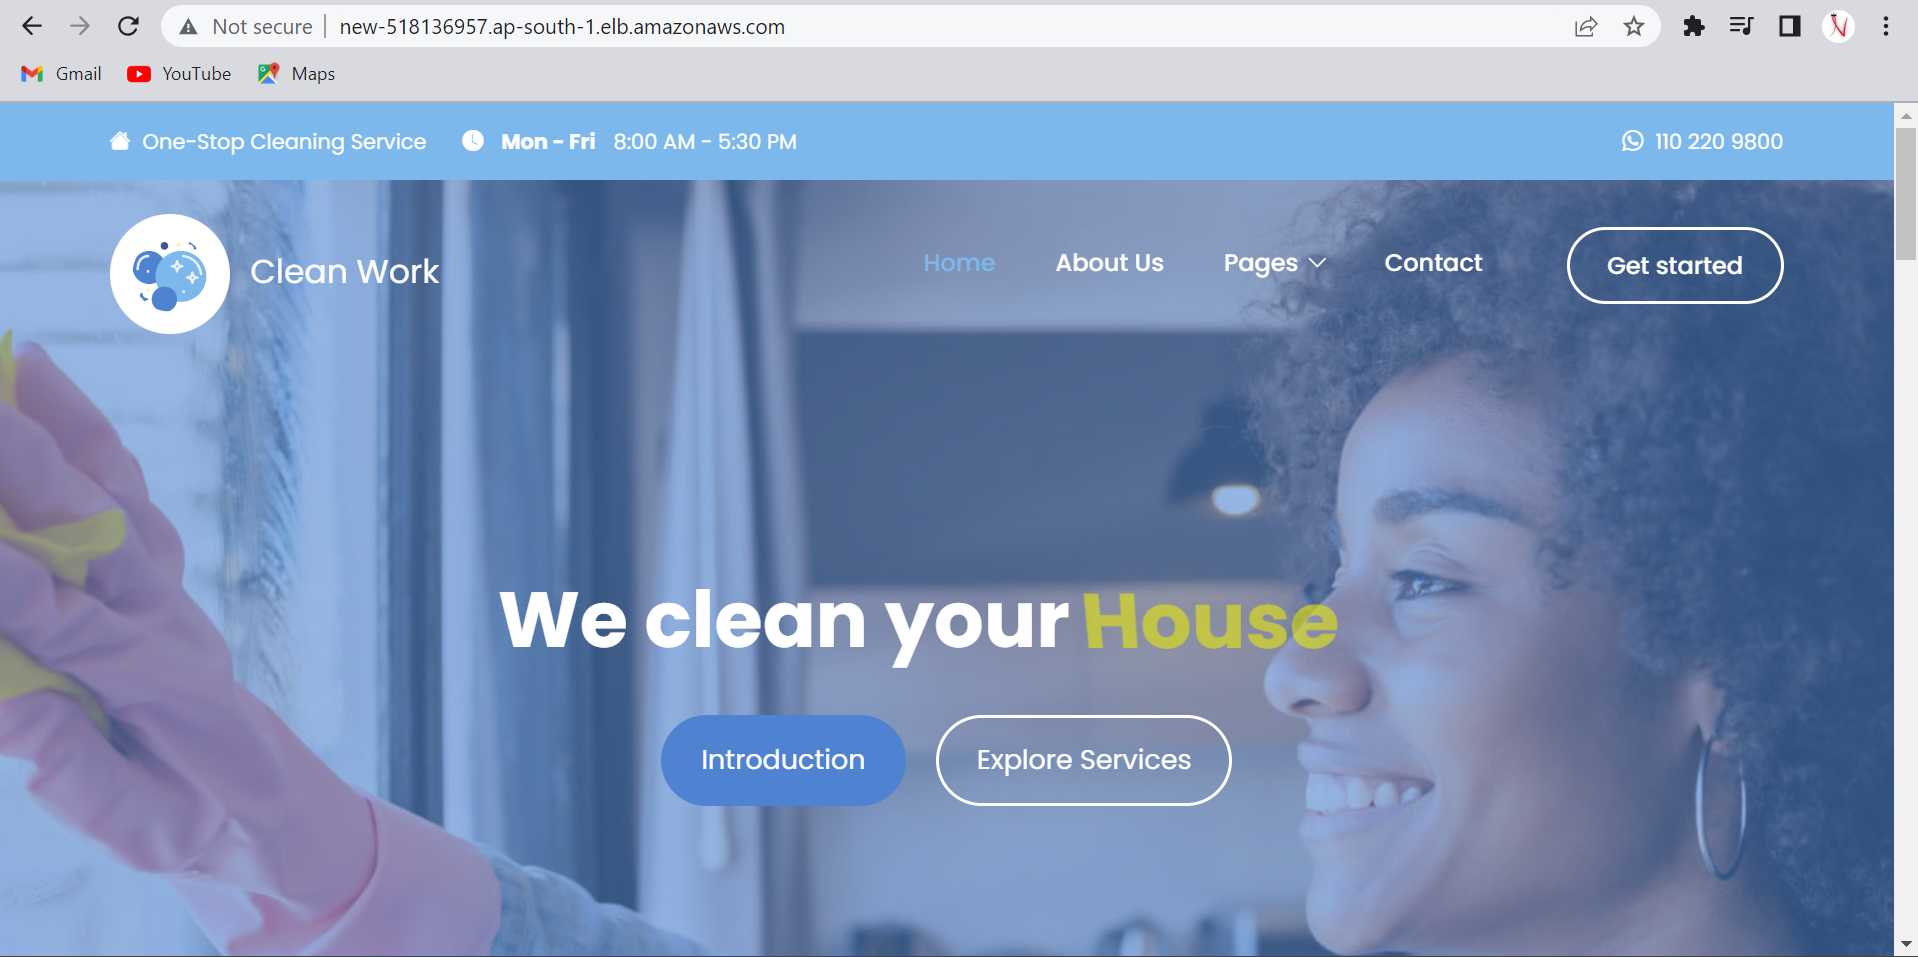 Not secure new-518136957.ap-south-1.elb.amazonaws.com
Gmail YouTube Maps
One-Stop Cleaning Service Mon - Fri 8:00 AM - 5:30 PM 110 220 9800
Clean Work Home About Us Pages Contact Get started
We clean your House
Introduction Explore Services